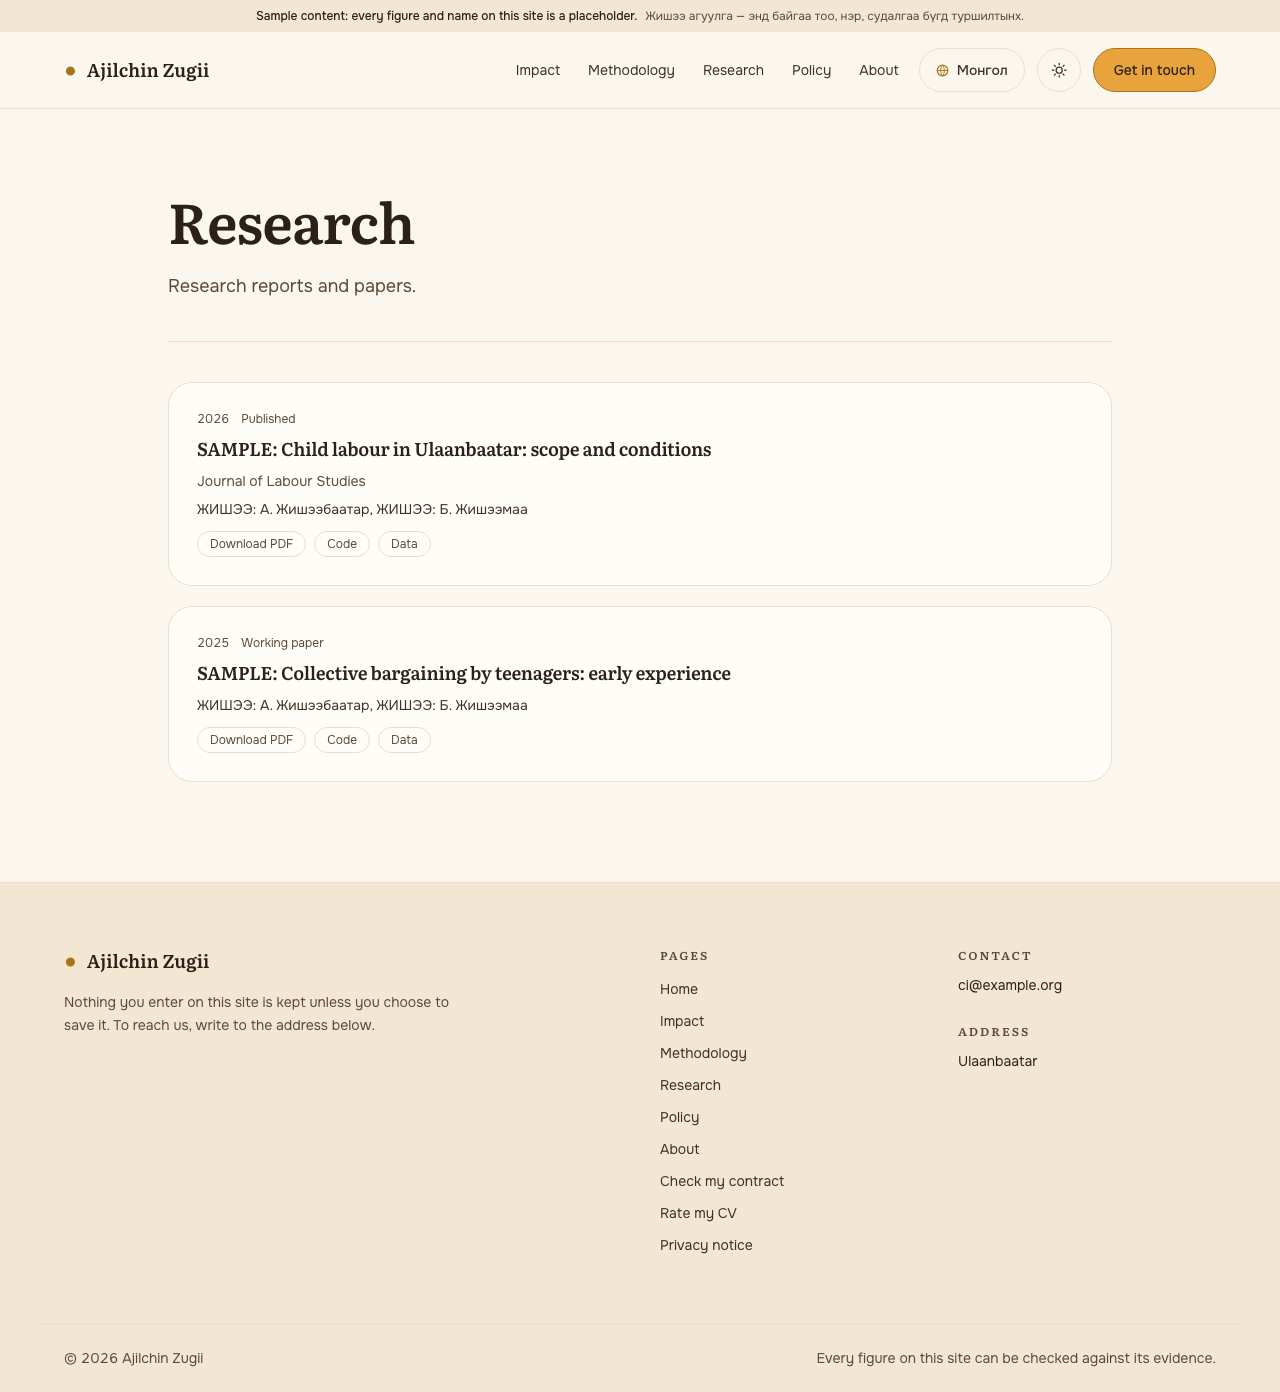 Sample content: every figure and name on this site is a placeholder. Жишээ агуулга — энд байгаа тоо, нэр, судалгаа бүгд туршилтынх.
Ajilchin Zugii
Impact Methodology Research Policy About Монгол Get in touch
Research
Research reports and papers.
2026 Published
SAMPLE: Child labour in Ulaanbaatar: scope and conditions
Journal of Labour Studies
ЖИШЭЭ: А. Жишээбаатар, ЖИШЭЭ: Б. Жишээмаа
Download PDF Code Data
2025 Working paper
SAMPLE: Collective bargaining by teenagers: early experience
ЖИШЭЭ: А. Жишээбаатар, ЖИШЭЭ: Б. Жишээмаа
Download PDF Code Data
Ajilchin Zugii
Nothing you enter on this site is kept unless you choose to
save it. To reach us, write to the address below.
PAGES
Home
Impact
Methodology
Research
Policy
About
Check my contract
Rate my CV
Privacy notice
CONTACT
ci@example.org
ADDRESS
Ulaanbaatar
© 2026 Ajilchin Zugii
Every figure on this site can be checked against its evidence.